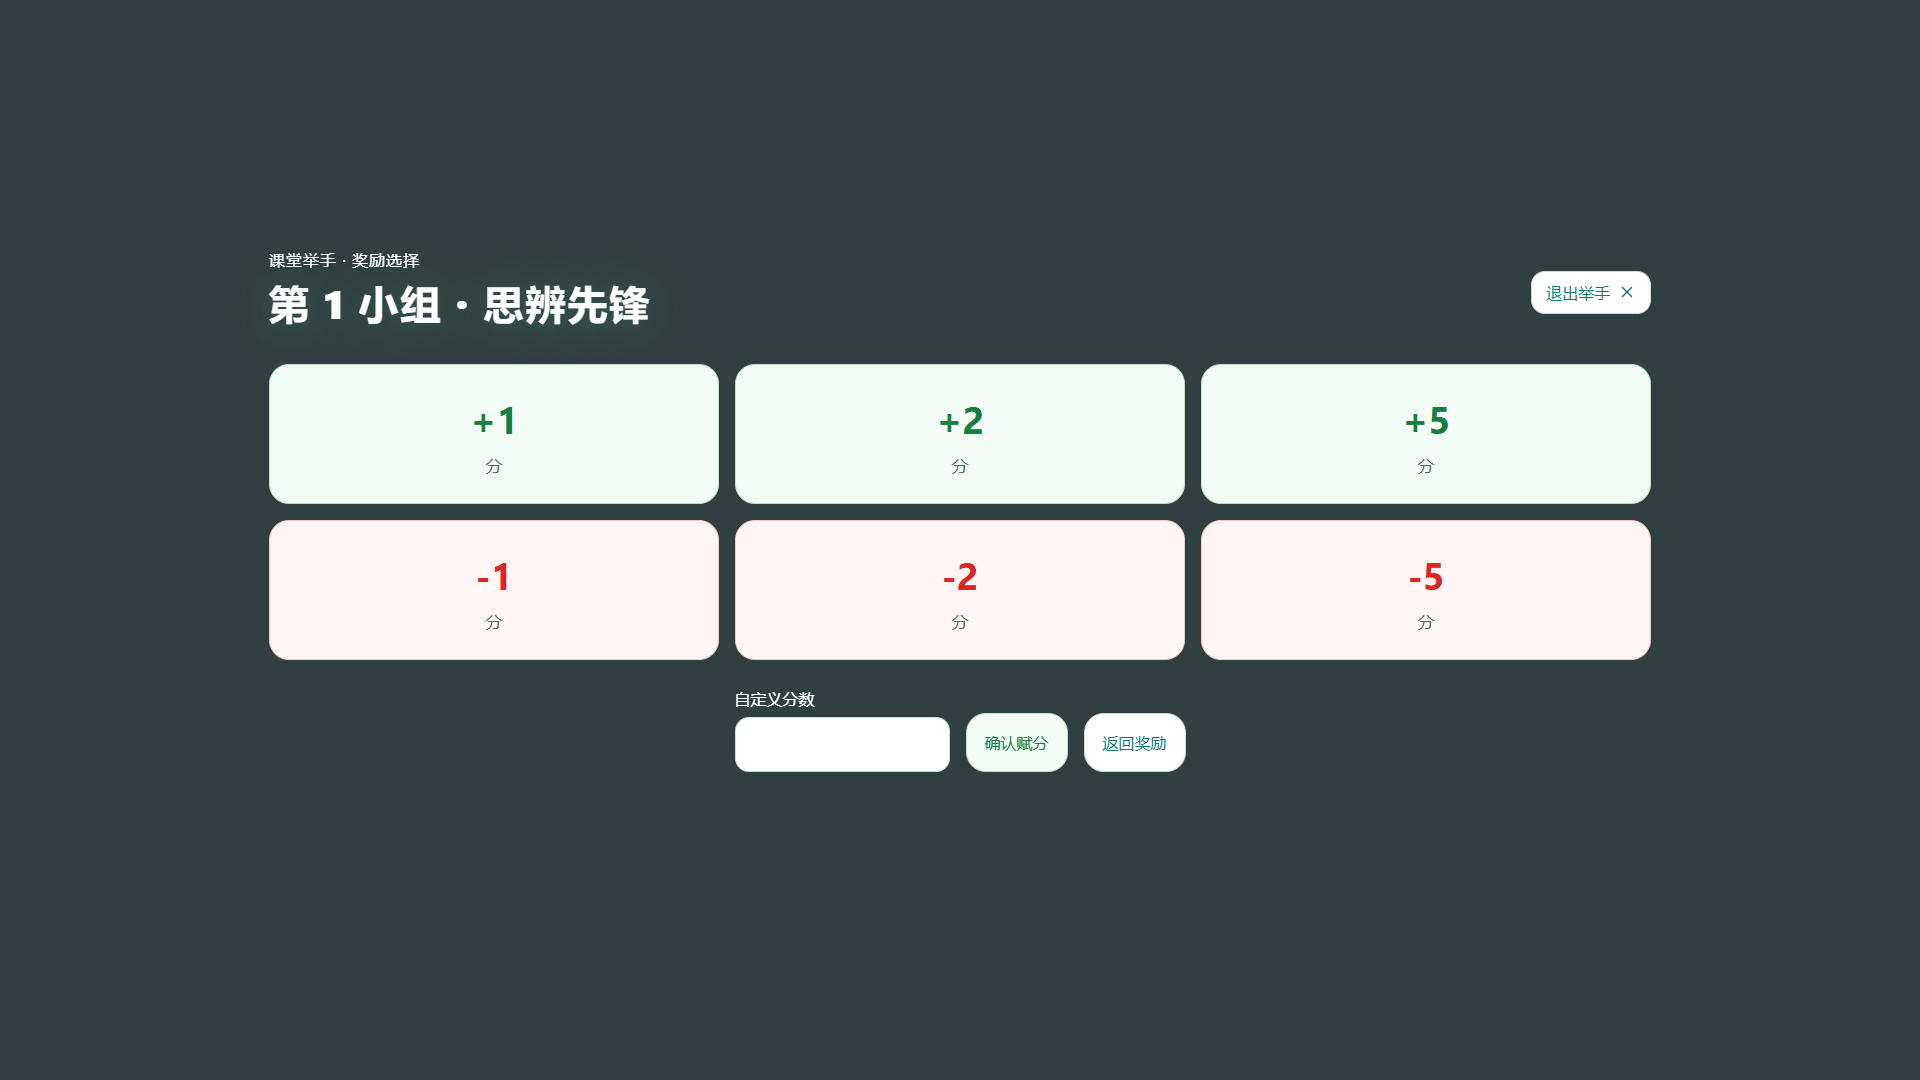 课堂举手 · 奖励选择
第 1 小组 · 思辨先锋
退出举手 ×
+1
分
+2
分
+5
分
-1
分
-2
分
-5
分
自定义分数
确认赋分
返回奖励